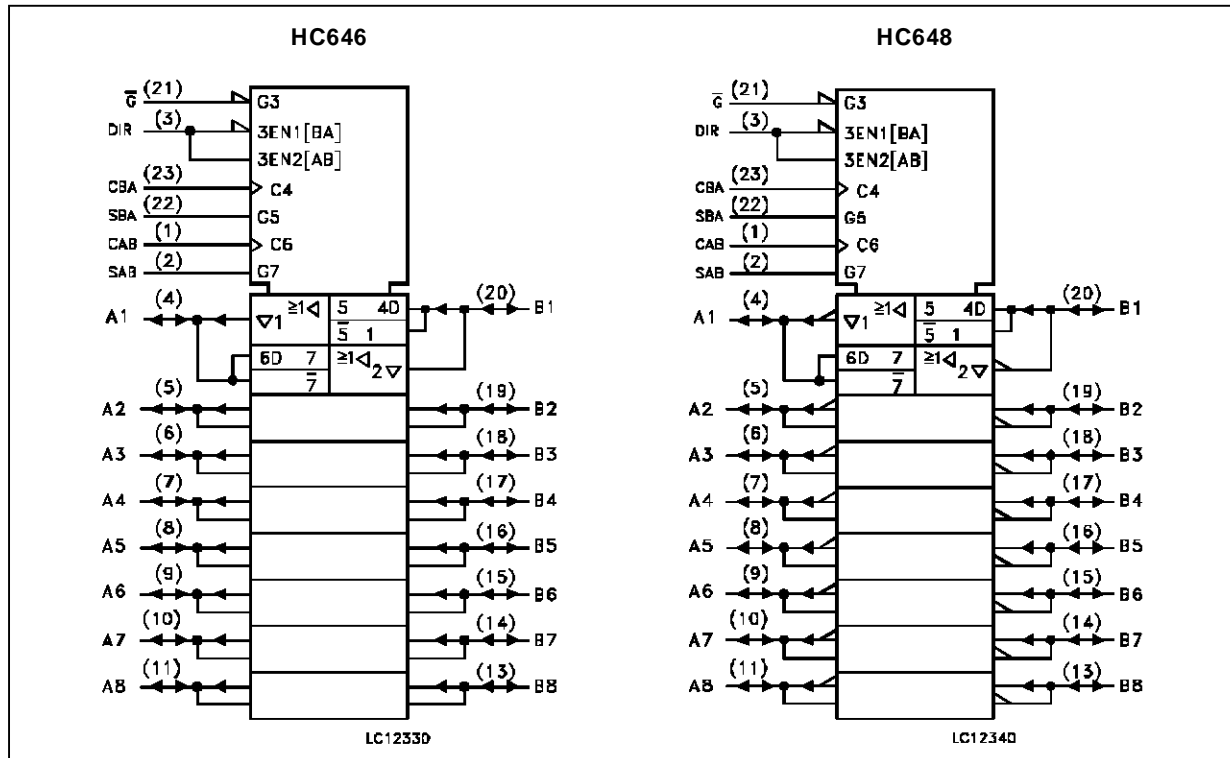 HC646
G̅ (21) G3
DIR (3) 3EN1[BA]
3EN2[AB]
CBA (23) C4
SBA (22) G5
CAB (1) C6
SAB (2) G7
A1 (4) ▽1 ≥1◁ 5 4D (20) B1
5̅ 1
6D 7 ≥1◁ 2▽
7̅
A2 (5) (19) B2
A3 (6) (18) B3
A4 (7) (17) B4
A5 (8) (16) B5
A6 (9) (15) B6
A7 (10) (14) B7
A8 (11) (13) B8
LC12330
HC648
G̅ (21) G3
DIR (3) 3EN1[BA]
3EN2[AB]
CBA (23) C4
SBA (22) G5
CAB (1) C6
SAB (2) G7
A1 (4) ▽1 ≥1◁ 5 4D (20) B1
5̅ 1
6D 7 ≥1◁ 2▽
7̅
A2 (5) (19) B2
A3 (6) (18) B3
A4 (7) (17) B4
A5 (8) (16) B5
A6 (9) (15) B6
A7 (10) (14) B7
A8 (11) (13) B8
LC12340